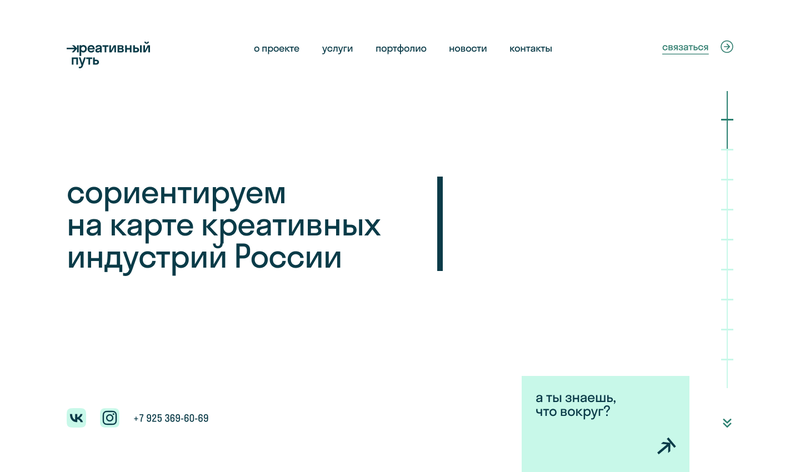 креативный
путь
о проекте
услуги
портфолио
новости
контакты
связаться
сориентируем
на карте креативных
индустрий России
+7 925 369-60-69
а ты знаешь,
что вокруг?